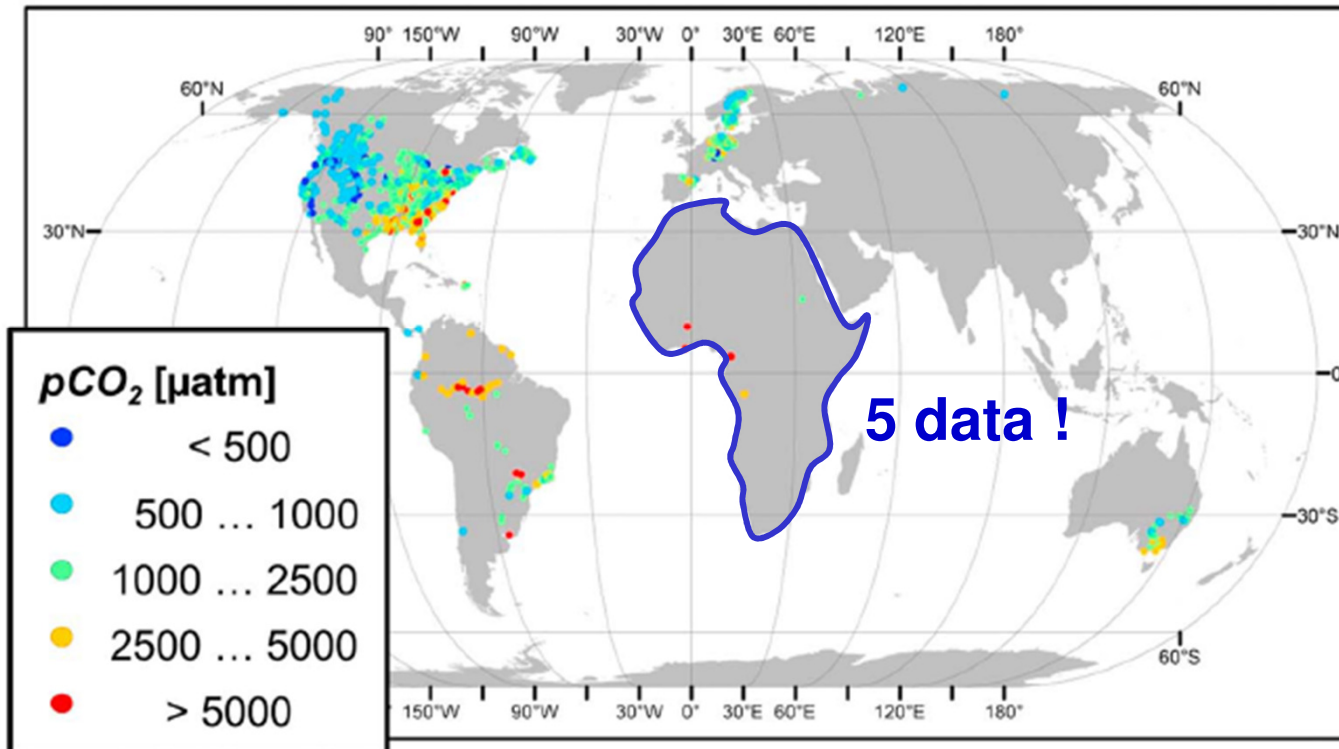 90° 150°W 90°W 30°W 0° 30°E 60°E 120°E 180°
60°N 60°N
30°N 30°N
0
5 data !
30°S
60°S
150°W 90°W 30°W 0° 30°E 60°E 120°E 180°
pCO₂ [µatm]
< 500
500 ... 1000
1000 ... 2500
2500 ... 5000
> 5000